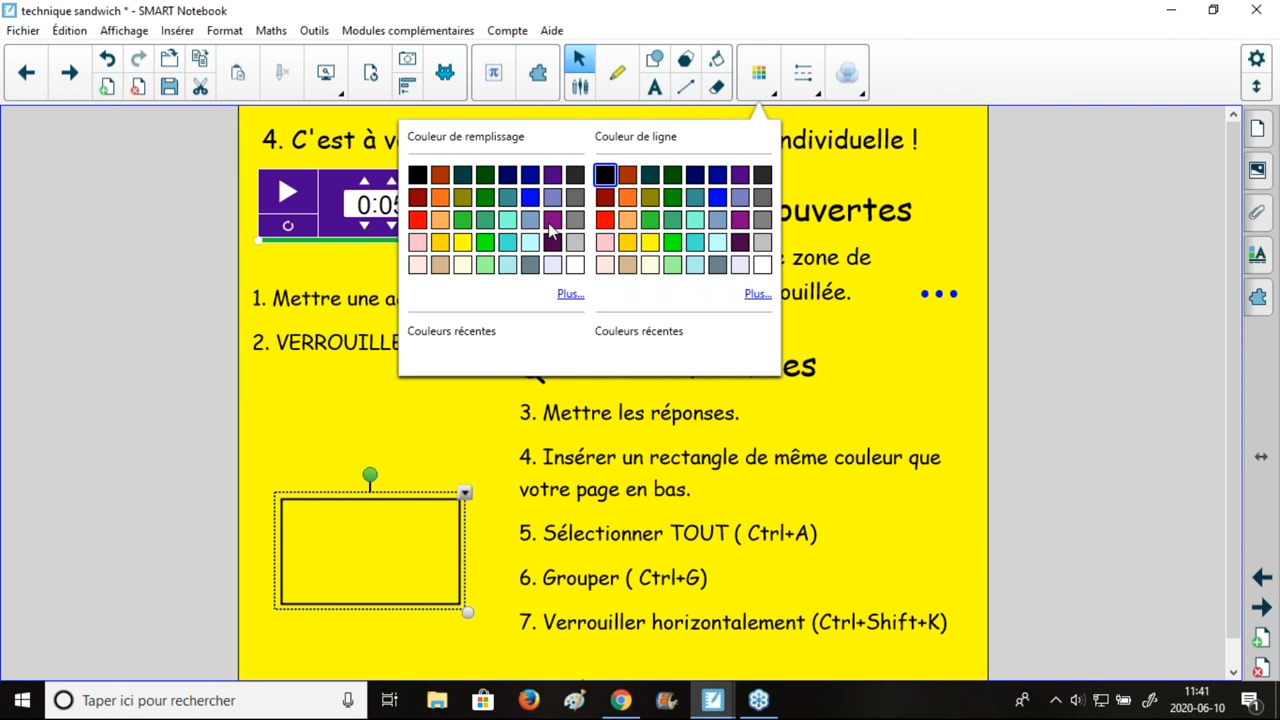 technique sandwich * - SMART Notebook
Fichier Édition Affichage Insérer Format Maths Outils Modules complémentaires Compte Aide
4. C'est à v
ndividuelle !
Couleur de remplissage
Couleur de ligne
0:05
ouvertes
zone de
1. Mettre une a
Plus...
Plus...
ouillée.
2. VERROUILLE
Couleurs récentes
Couleurs récentes
es
3. Mettre les réponses.
4. Insérer un rectangle de même couleur que
votre page en bas.
5. Sélectionner TOUT ( Ctrl+A)
6. Grouper ( Ctrl+G)
7. Verrouiller horizontalement (Ctrl+Shift+K)
Taper ici pour rechercher
11:41
2020-06-10
1